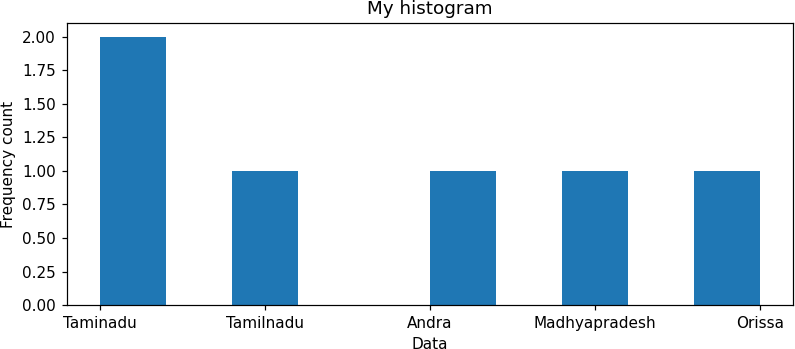 My histogram
Frequency count
2.00
1.75
1.50
1.25
1.00
0.75
0.50
0.25
0.00
Taminadu Tamilnadu Andra Madhyapradesh Orissa
Data